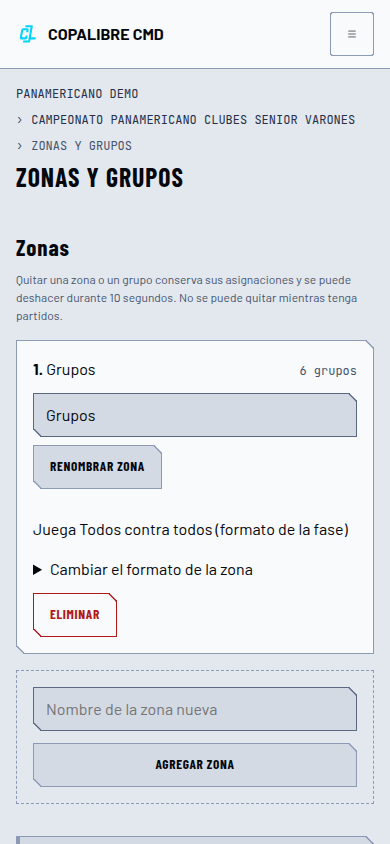 COPALIBRE CMD
PANAMERICANO DEMO
› CAMPEONATO PANAMERICANO CLUBES SENIOR VARONES
› ZONAS Y GRUPOS
ZONAS Y GRUPOS
Zonas
Quitar una zona o un grupo conserva sus asignaciones y se puede
deshacer durante 10 segundos. No se puede quitar mientras tenga
partidos.
1. Grupos 6 grupos
Grupos
RENOMBRAR ZONA
Juega Todos contra todos (formato de la fase)
Cambiar el formato de la zona
ELIMINAR
Nombre de la zona nueva
AGREGAR ZONA